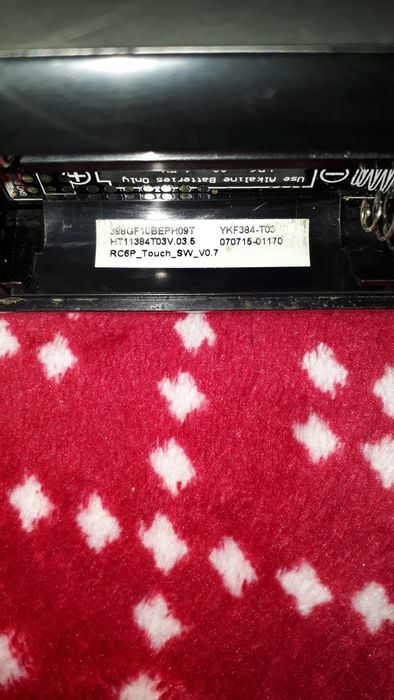 Use Alkaline Batteries Only
398GF10BEPH09T YKF384-T03
HT11384T03V.03.5 070715-01170
RC6P_Touch_SW_V0.7